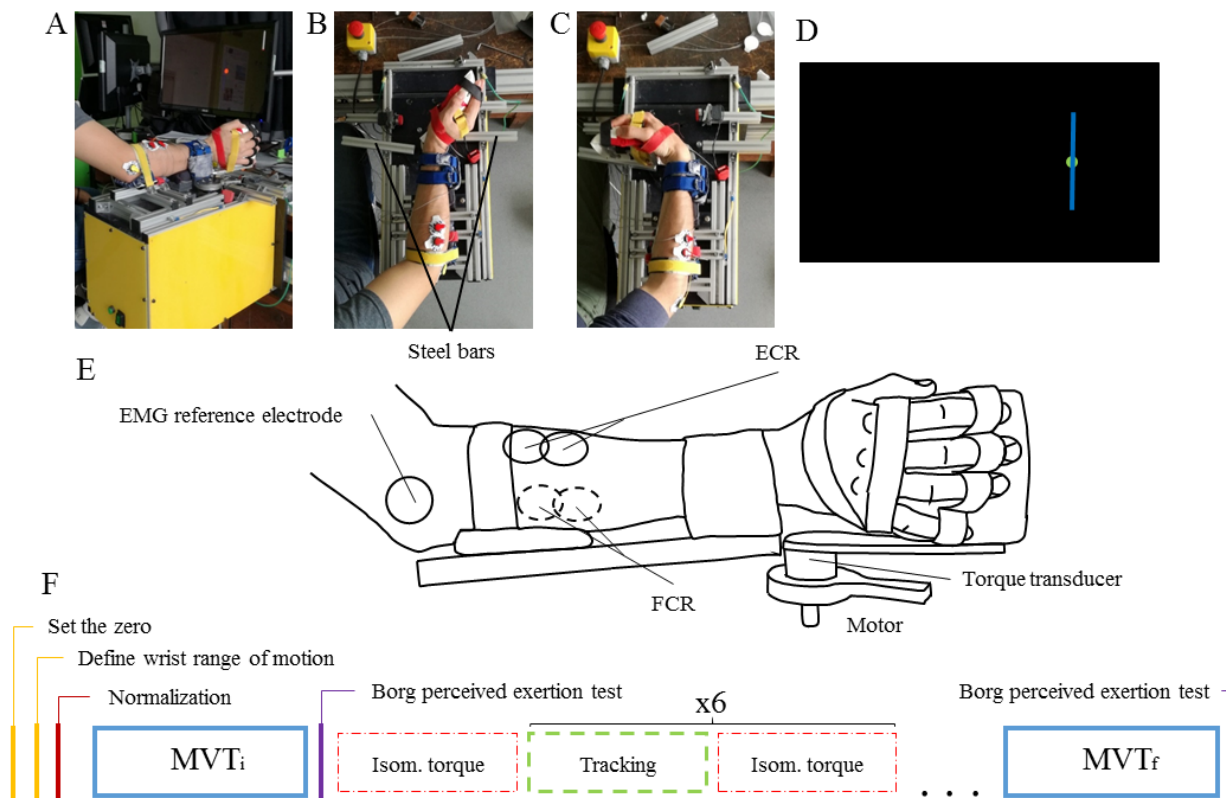 A
B
C
D
Steel bars
ECR
E
EMG reference electrode
Torque transducer
FCR
Motor
F
Set the zero
Define wrist range of motion
Normalization
Borg perceived exertion test
x6
Borg perceived exertion test
MVTi
Isom. torque
Tracking
Isom. torque
. . .
MVTf